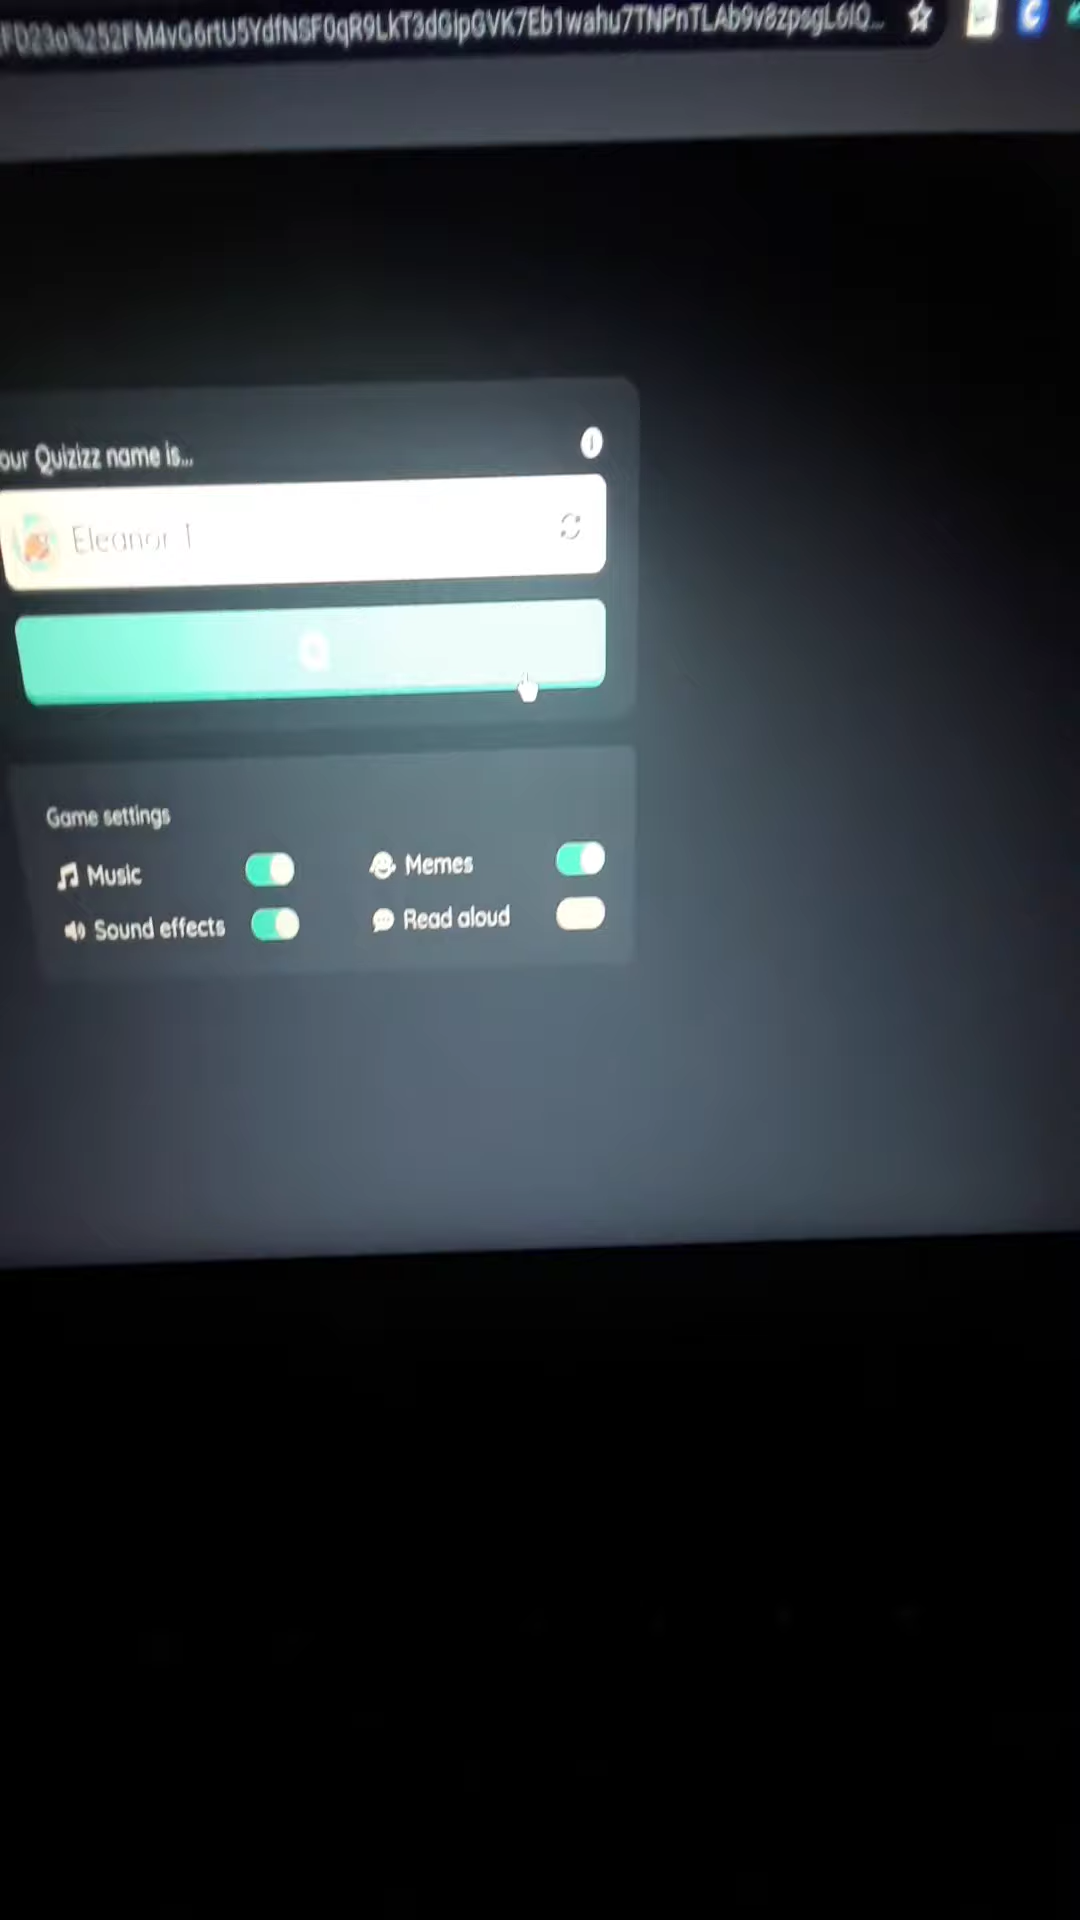 our Quizizz name is...
Eleanor T
Game settings
Music
Memes
Sound effects
Read aloud